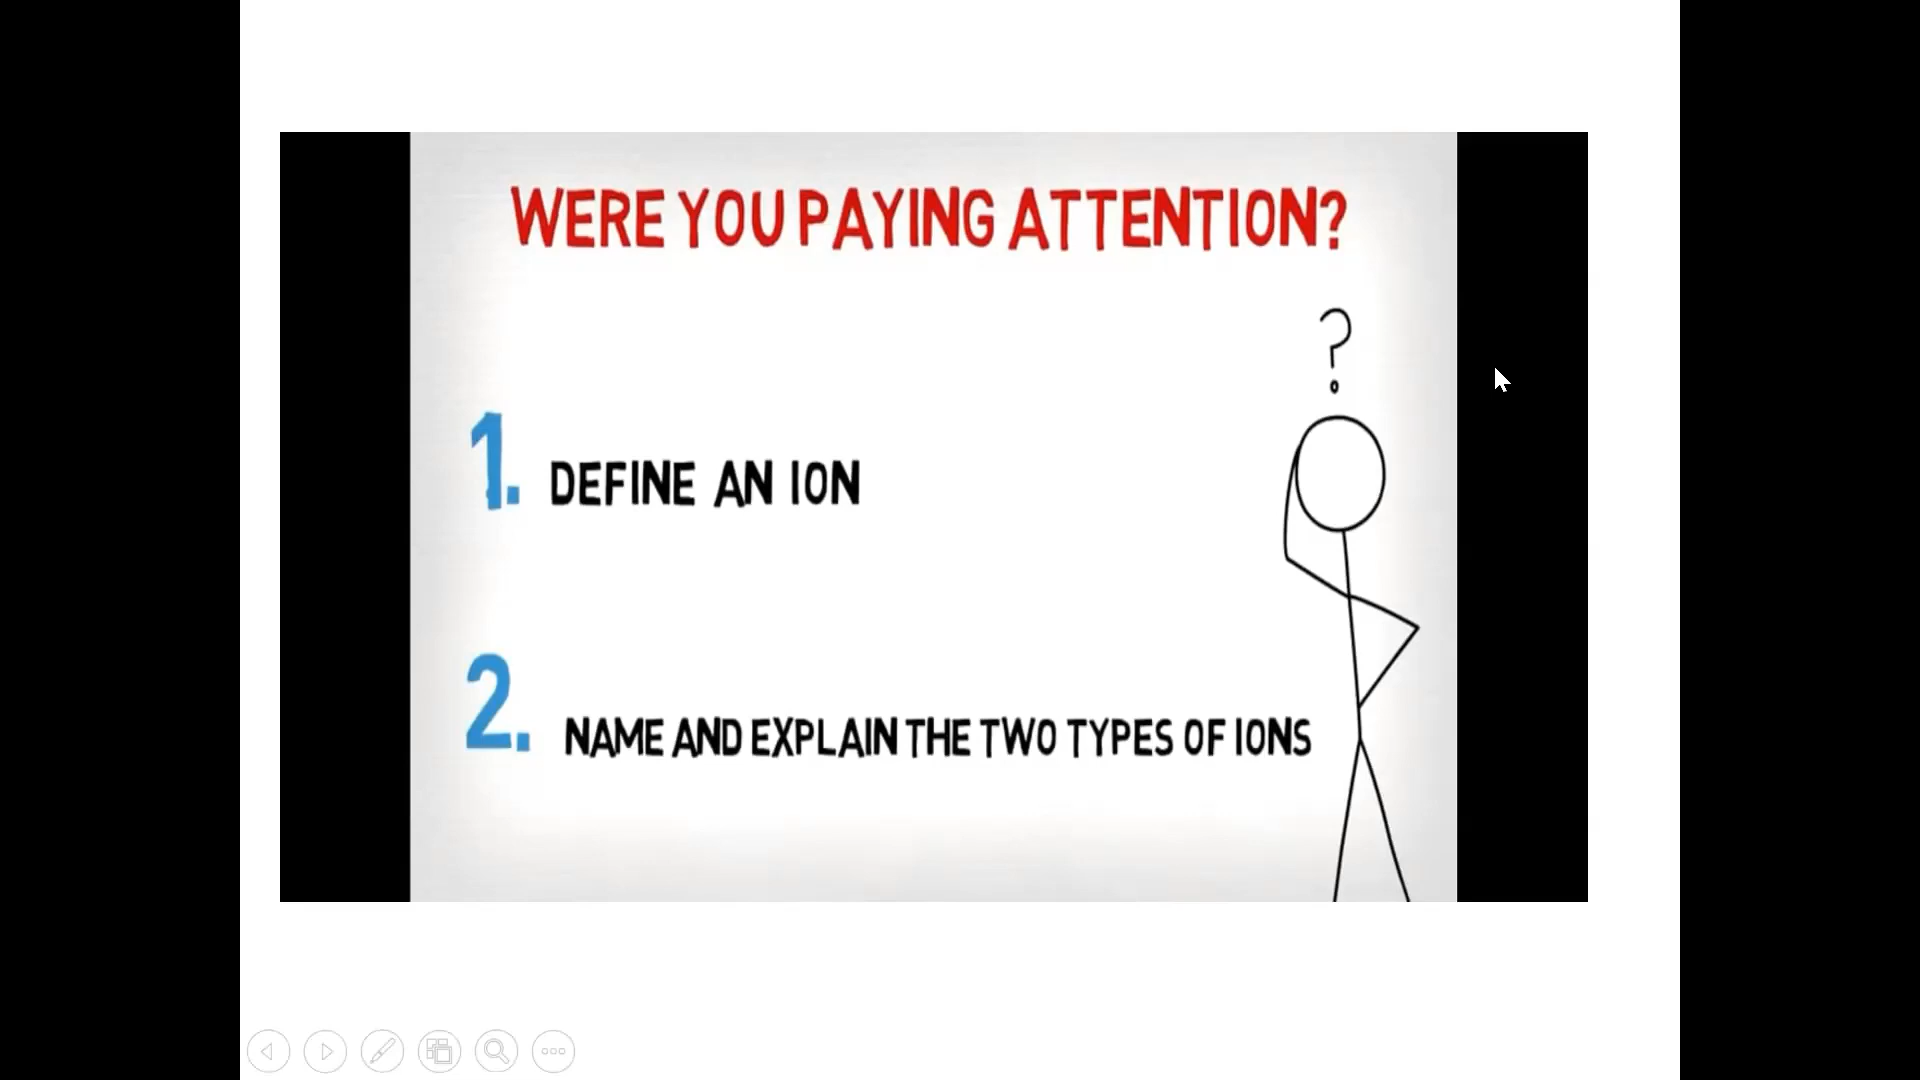 WERE YOU PAYING ATTENTION?
?
1. DEFINE AN ION
2. NAME AND EXPLAIN THE TWO TYPES OF IONS